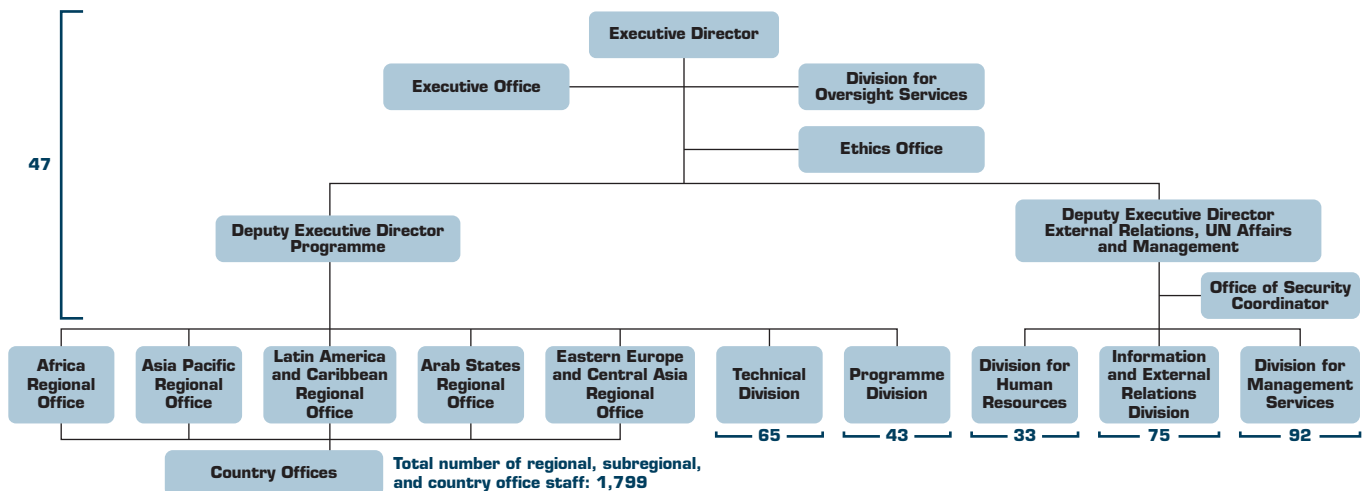 Executive Director
Executive Office
Division for
Oversight Services
Ethics Office
47
Deputy Executive Director
Programme
Deputy Executive Director
External Relations, UN Affairs
and Management
Office of Security
Coordinator
Africa
Regional
Office
Asia Pacific
Regional
Office
Latin America
and Caribbean
Regional
Office
Arab States
Regional
Office
Eastern Europe
and Central Asia
Regional
Office
Technical
Division
Programme
Division
Division for
Human
Resources
Information
and External
Relations
Division
Division for
Management
Services
65
43
33
75
92
Country Offices
Total number of regional, subregional,
and country office staff: 1,799